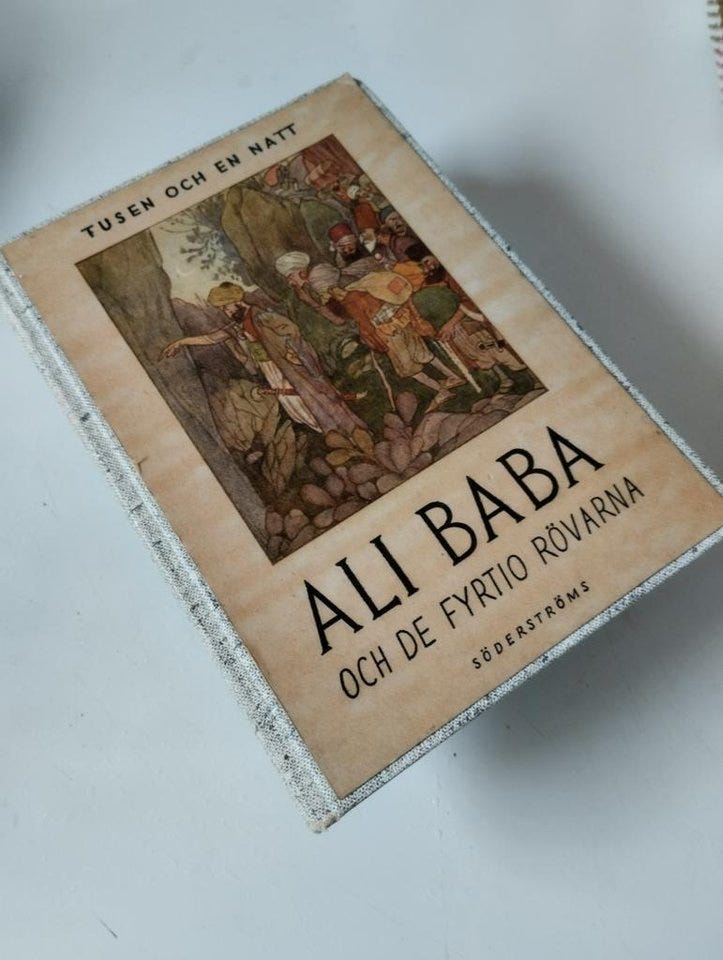 TUSEN OCH EN NATT
ALI BABA
OCH DE FYRTIO RÖVARNA
SÖDERSTRÖMS